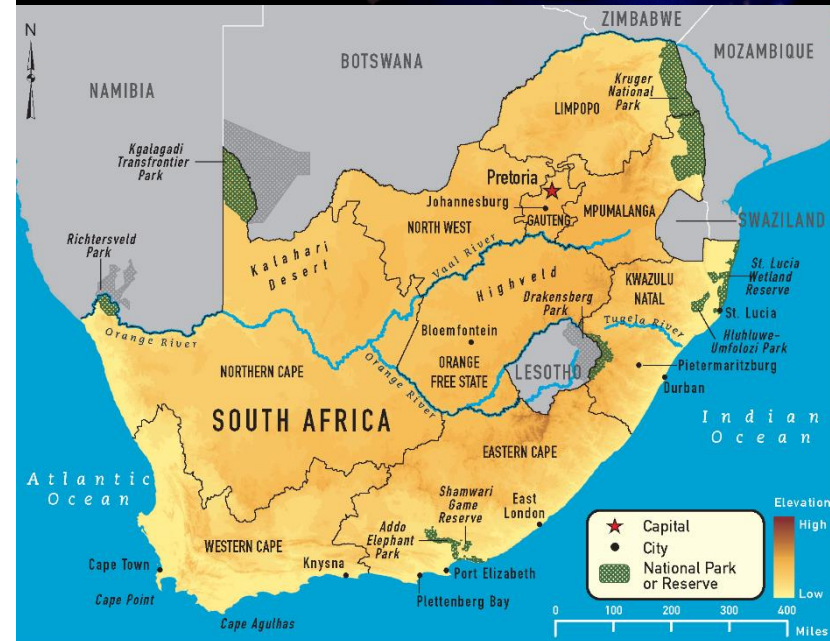 ZIMBABWE
N
BOTSWANA
MOZAMBIQUE
NAMIBIA
Kruger
National
Park
LIMPOPO
Kgalagadi
Transfrontier
Park
Pretoria
Johannesburg
GAUTENG
MPUMALANGA
NORTH WEST
SWAZILAND
Richtersveld
Park
Kalahari
Desert
Vaal River
Highveld
KWAZULU
NATAL
St. Lucia
Wetland
Reserve
Drakensberg
Park
St. Lucia
Tugela River
Orange River
Bloemfontein
Hluhluwe-
Umfolozi Park
NORTHERN CAPE
Orange River
ORANGE
FREE STATE
LESOTHO
Pietermaritzburg
Durban
SOUTH AFRICA
Indian
Ocean
EASTERN CAPE
Atlantic
Ocean
Shamwari
Game
Reserve
East
London
Addo
Elephant
Park
WESTERN CAPE
Cape Town
Knysna
Port Elizabeth
Plettenberg Bay
Cape Point
Cape Agulhas
Capital
City
National Park
or Reserve
Elevation
High
Low
0 100 200 300 400
Miles